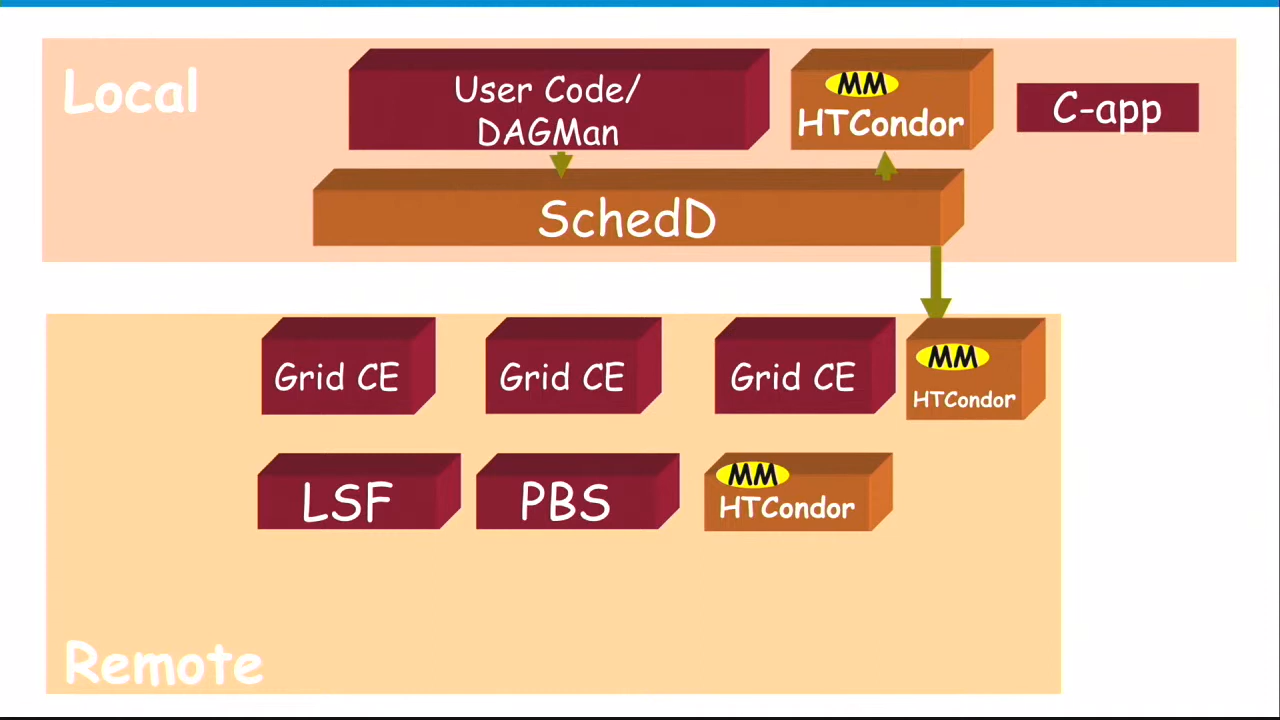 Local
User Code/
DAGMan
MM
HTCondor
C-app
SchedD
Grid CE
Grid CE
Grid CE
MM
HTCondor
LSF
PBS
MM
HTCondor
Remote